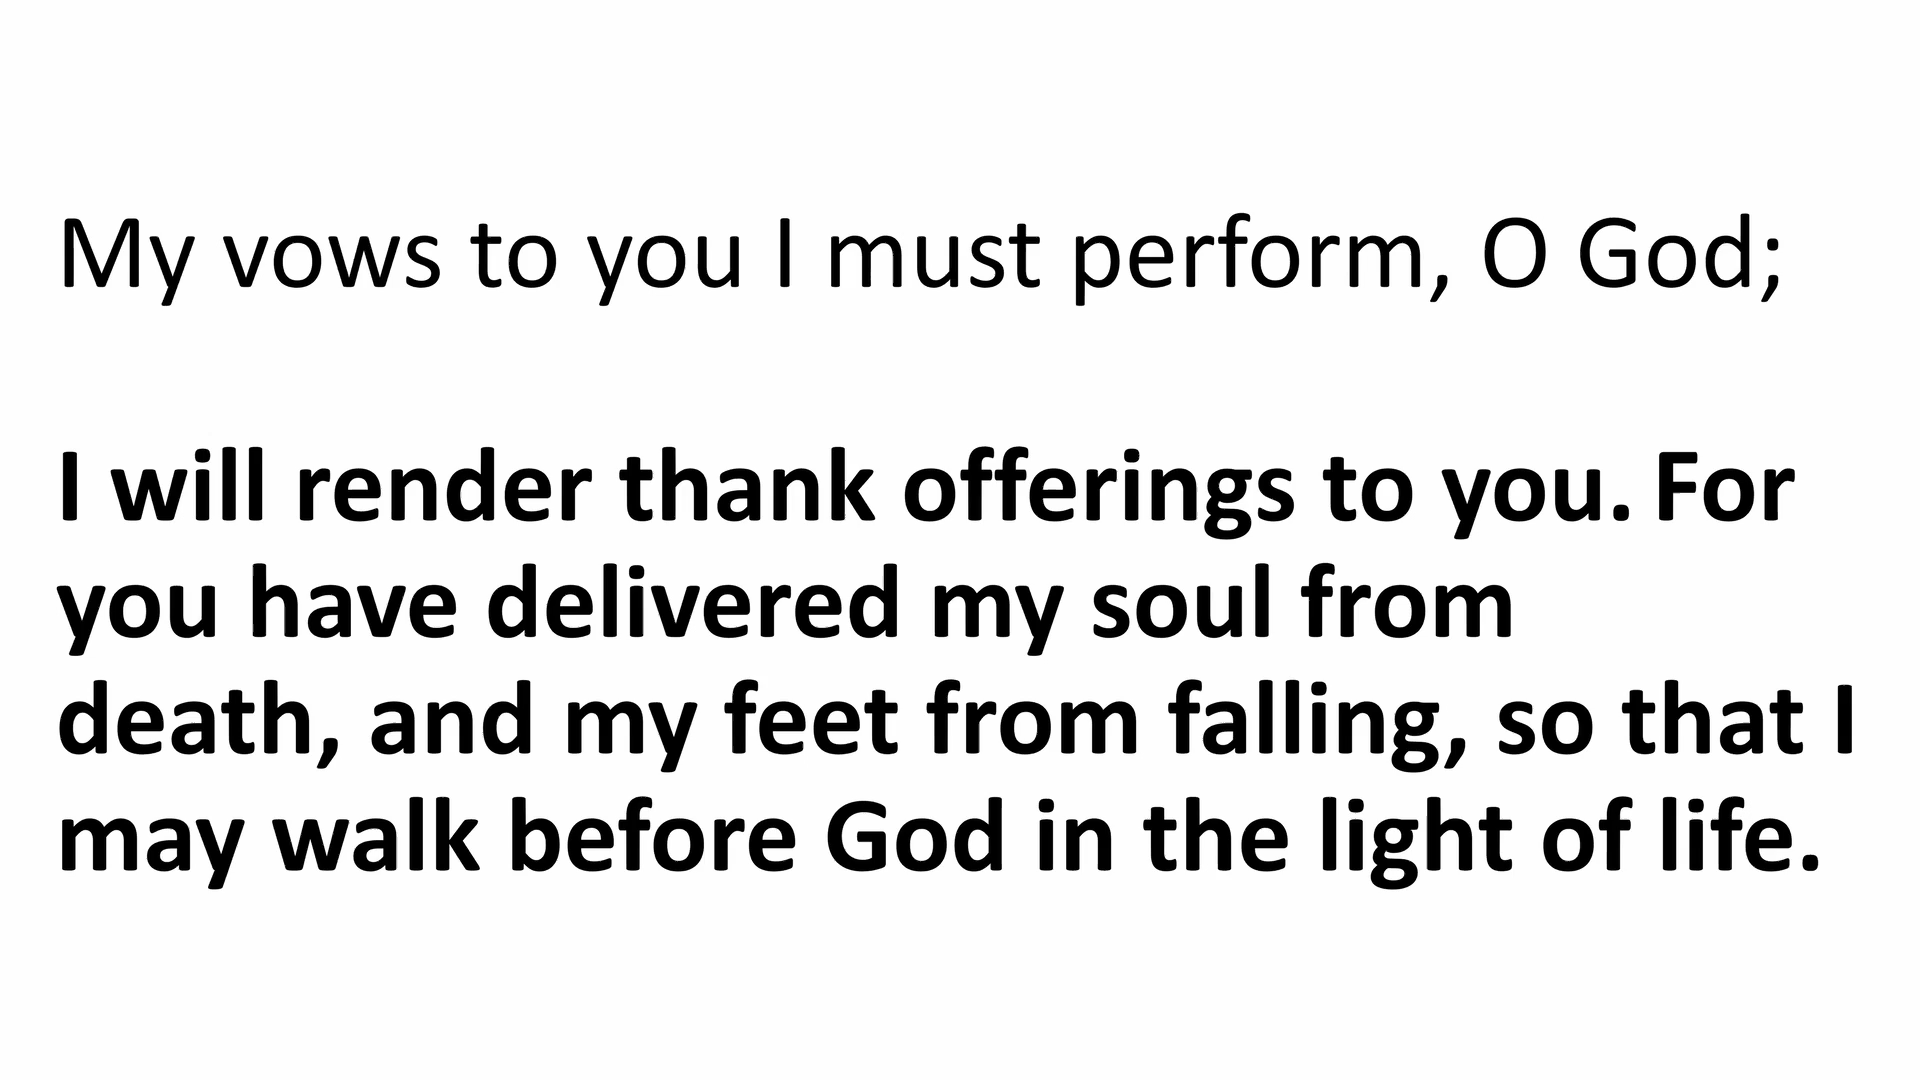 My vows to you I must perform, O God;
I will render thank offerings to you. For
you have delivered my soul from
death, and my feet from falling, so that I
may walk before God in the light of life.